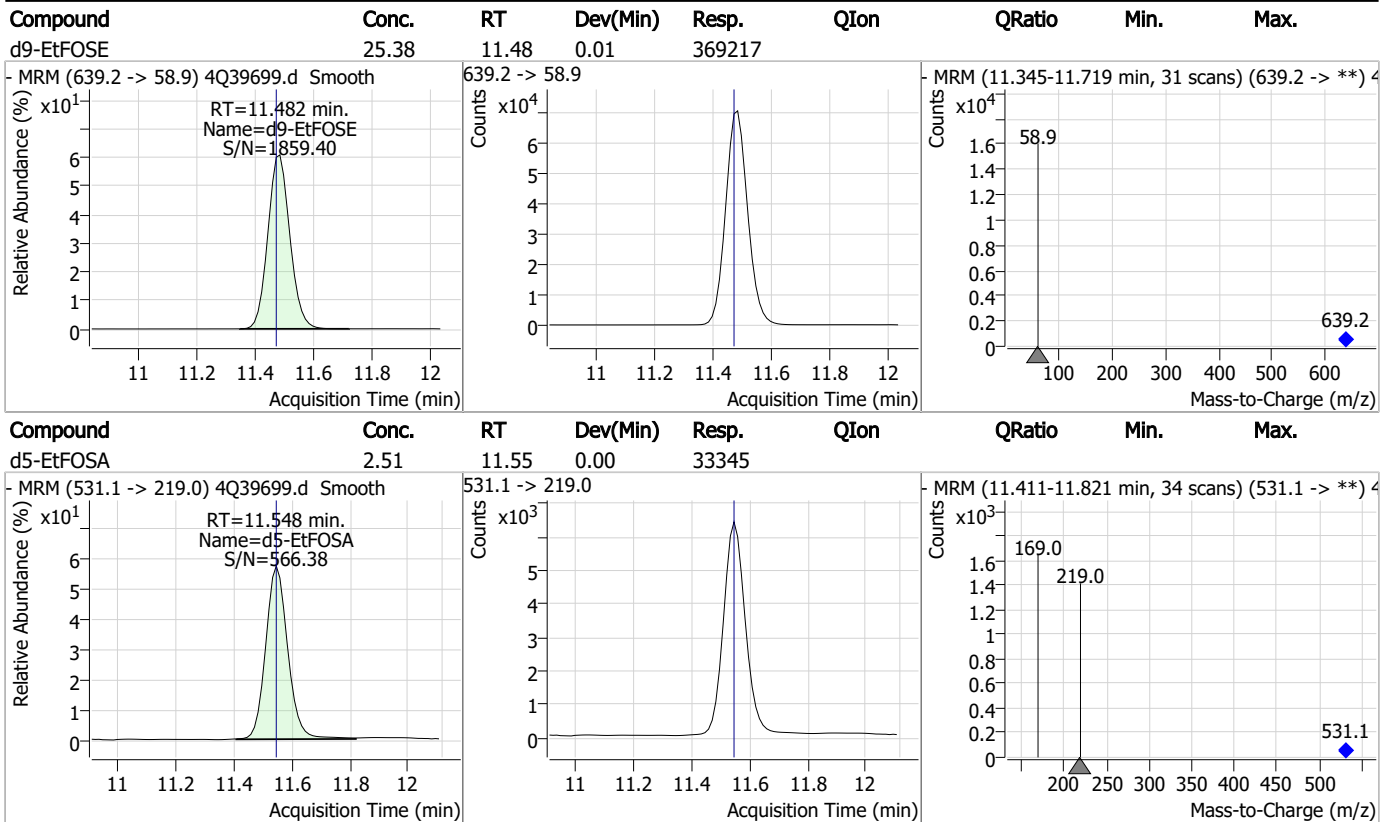 Compound Conc. RT Dev(Min) Resp. QIon QRatio Min. Max.
d9-EtFOSE 25.38 11.48 0.01 369217
- MRM (639.2 -> 58.9) 4Q39699.d Smooth
Relative Abundance (%)
x10¹
RT=11.482 min.
Name=d9-EtFOSE
S/N=1859.40
6
5
4
3
2
1
0
11 11.2 11.4 11.6 11.8 12
Acquisition Time (min)
639.2 -> 58.9
Counts
x10⁴
6
5
4
3
2
1
0
11 11.2 11.4 11.6 11.8 12
Acquisition Time (min)
- MRM (11.345-11.719 min, 31 scans) (639.2 -> **) 4
Counts
x10⁴
58.9
1.6
1.4
1.2
1
0.8
0.6
0.4
0.2
0
639.2
100 200 300 400 500 600
Mass-to-Charge (m/z)
Compound Conc. RT Dev(Min) Resp. QIon QRatio Min. Max.
d5-EtFOSA 2.51 11.55 0.00 33345
- MRM (531.1 -> 219.0) 4Q39699.d Smooth
Relative Abundance (%)
x10¹
RT=11.548 min.
Name=d5-EtFOSA
S/N=566.38
6
5
4
3
2
1
0
11 11.2 11.4 11.6 11.8 12
Acquisition Time (min)
531.1 -> 219.0
Counts
x10³
5
4
3
2
1
0
11 11.2 11.4 11.6 11.8 12
Acquisition Time (min)
- MRM (11.411-11.821 min, 34 scans) (531.1 -> **) 4
Counts
x10³
169.0
219.0
1.6
1.4
1.2
1
0.8
0.6
0.4
0.2
0
531.1
200 250 300 350 400 450 500
Mass-to-Charge (m/z)